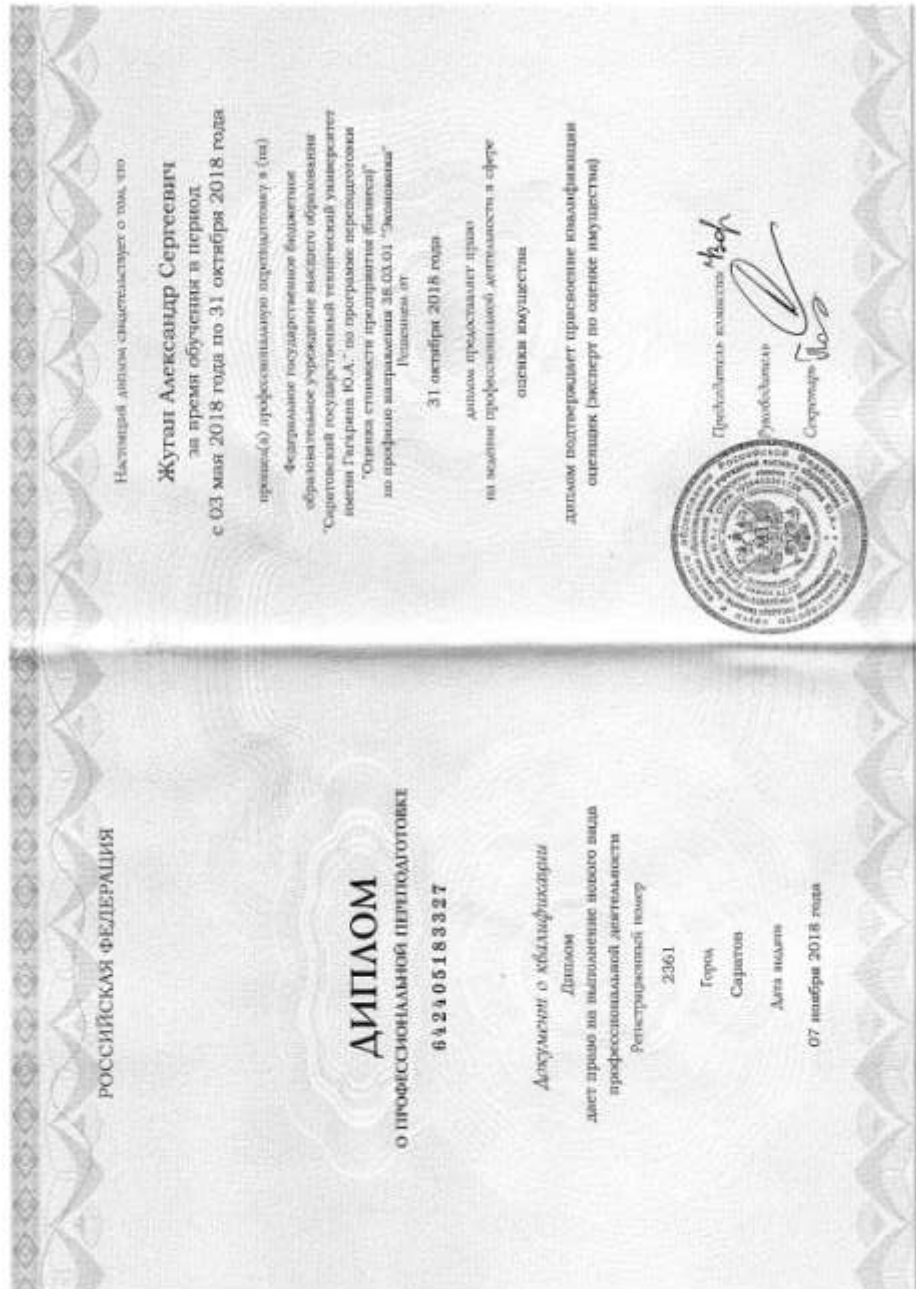 РОССИЙСКАЯ ФЕДЕРАЦИЯ
ДИПЛОМ
О ПРОФЕССИОНАЛЬНОЙ ПЕРЕПОДГОТОВКЕ
642405183327
Документ о квалификации
Диплом
дает право на выполнение нового вида
профессиональной деятельности
Регистрационный номер
2361
Город
Саратов
Дата выдачи
07 ноября 2018 года
Настоящий диплом свидетельствует о том, что
Жуган Александр Сергеевич
за время обучения в период
с 03 мая 2018 года по 31 октября 2018 года
прошел(а) профессиональную переподготовку в (на)
Федеральное государственное бюджетное
образовательное учреждение высшего образования
"Саратовский государственный технический университет
имени Гагарина Ю.А." по программе переподготовки
"Оценка стоимости предприятия (бизнеса)"
по профилю направления 38.03.01 "Экономика"
Решением от
31 октября 2018 года
диплом предоставляет право
на ведение профессиональной деятельности в сфере
оценки имущества
диплом подтверждает присвоение квалификации
оценщик (эксперт по оценке имущества)
Председатель комиссии
Руководитель
Секретарь